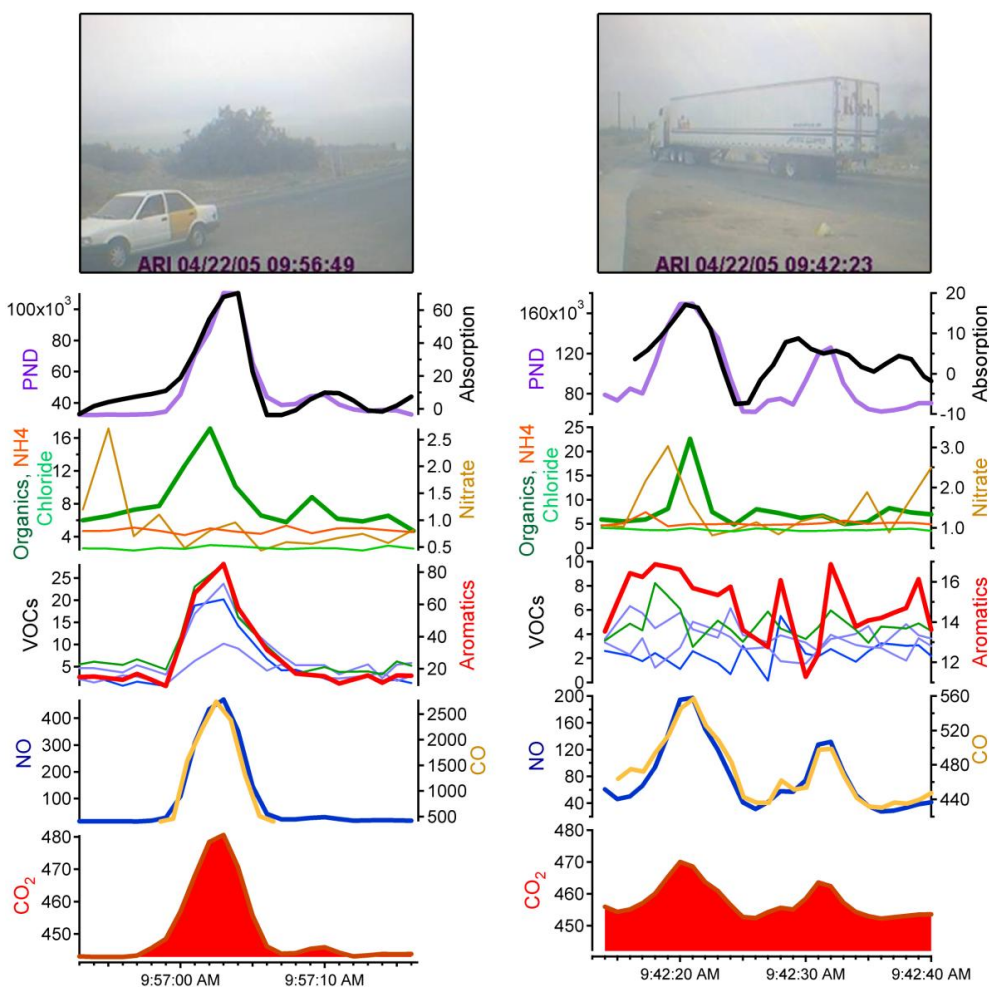 ARI 04/22/05 09:56:49
100x10³
80
60
40
PND
60
40
20
0
Absorption
16
12
8
4
Organics, NH4
Chloride
2.5
2.0
1.5
1.0
0.5
Nitrate
25
20
15
10
5
VOCs
80
60
40
20
Aromatics
400
300
200
100
NO
2500
2000
1500
1000
500
CO
480
470
460
450
CO₂
9:57:00 AM
9:57:10 AM
ARI 04/22/05 09:42:23
160x10³
120
80
PND
20
10
0
-10
Absorption
25
20
15
10
5
0
Organics, NH4
Chloride
3.0
2.0
1.0
Nitrate
10
8
6
4
2
0
VOCs
16
14
12
Aromatics
200
160
120
80
40
NO
560
520
480
440
CO
480
470
460
450
CO₂
9:42:20 AM
9:42:30 AM
9:42:40 AM